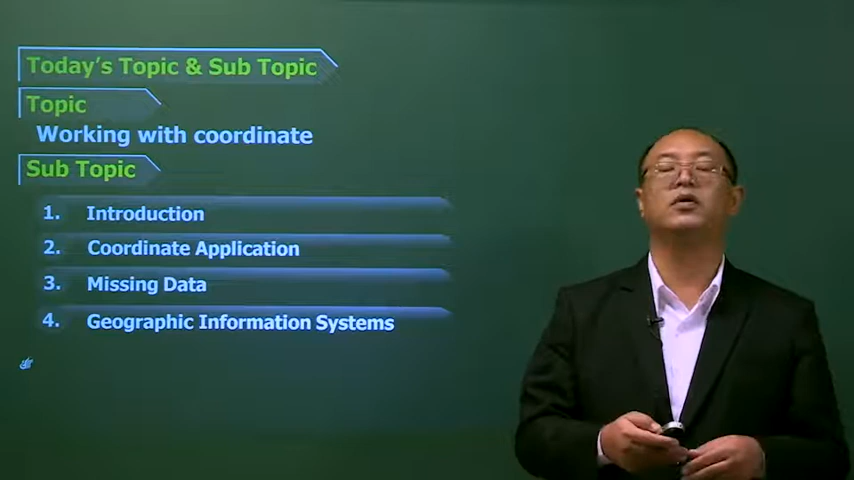 Today's Topic & Sub Topic
Topic
Working with coordinate
Sub Topic
1. Introduction
2. Coordinate Application
3. Missing Data
4. Geographic Information Systems